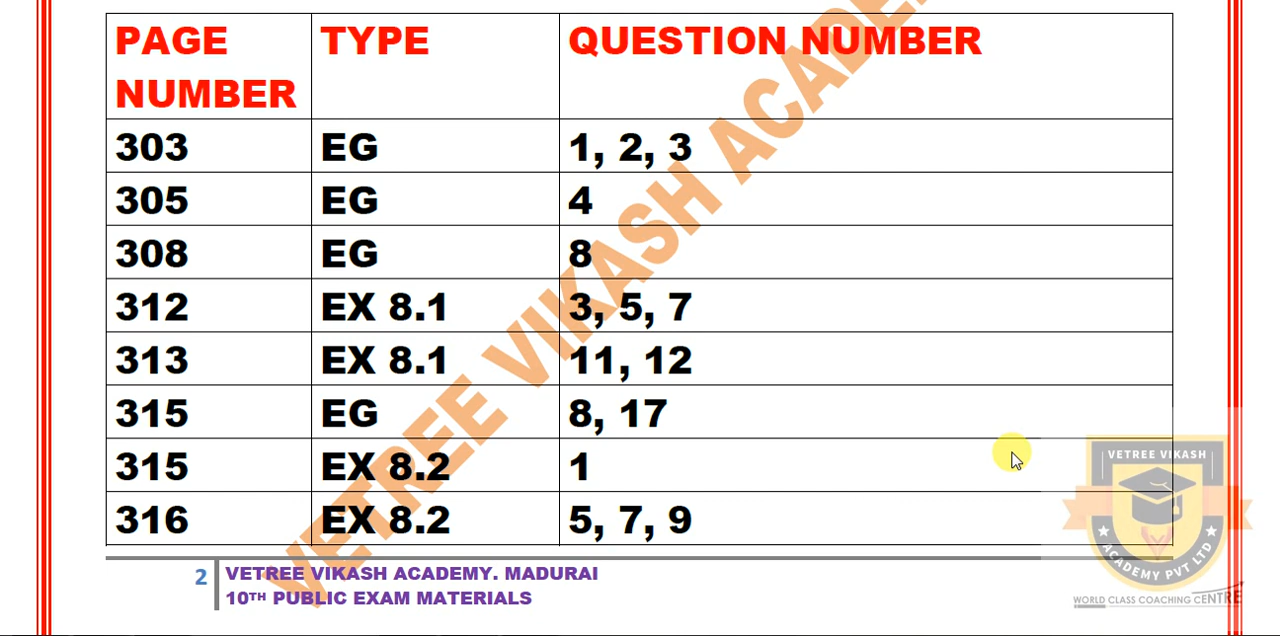 PAGE NUMBER TYPE QUESTION NUMBER
303 EG 1, 2, 3
305 EG 4
308 EG 8
312 EX 8.1 3, 5, 7
313 EX 8.1 11, 12
315 EG 8, 17
315 EX 8.2 1
316 EX 8.2 5, 7, 9
VETREE VIKASH ACADEM
2 VETREE VIKASH ACADEMY. MADURAI
10TH PUBLIC EXAM MATERIALS
VETREE VIKASH
ACADEMY PVT LTD
WORLD CLASS COACHING CENTRE